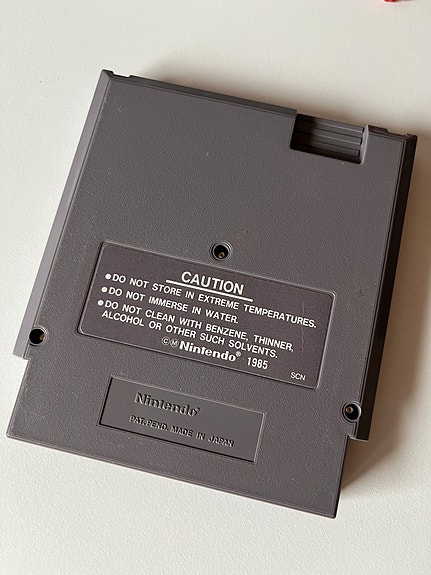 CAUTION
●DO NOT STORE IN EXTREME TEMPERATURES.
●DO NOT IMMERSE IN WATER.
●DO NOT CLEAN WITH BENZENE, THINNER,
ALCOHOL OR OTHER SUCH SOLVENTS.
©Ⓜ Nintendo® 1985
SCN
Nintendo®
PAT. PEND. MADE IN JAPAN